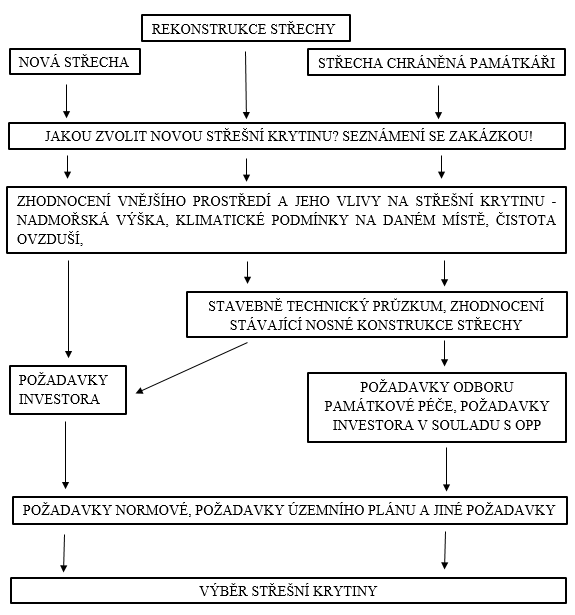 REKONSTRUKCE STŘECHY
NOVÁ STŘECHA
STŘECHA CHRÁNĚNÁ PAMÁTKÁŘI
JAKOU ZVOLIT NOVOU STŘEŠNÍ KRYTINU? SEZNÁMENÍ SE ZAKÁZKOU!
ZHODNOCENÍ VNĚJŠÍHO PROSTŘEDÍ A JEHO VLIVY NA STŘEŠNÍ KRYTINU -
NADMOŘSKÁ VÝŠKA, KLIMATICKÉ PODMÍNKY NA DANÉM MÍSTĚ, ČISTOTA
OVZDUŠÍ,
STAVEBNĚ TECHNICKÝ PRŮZKUM, ZHODNOCENÍ
STÁVAJÍCÍ NOSNÉ KONSTRUKCE STŘECHY
POŽADAVKY
INVESTORA
POŽADAVKY ODBORU
PAMÁTKOVÉ PÉČE, POŽADAVKY
INVESTORA V SOULADU S OPP
POŽADAVKY NORMOVÉ, POŽADAVKY ÚZEMNÍHO PLÁNU A JINÉ POŽADAVKY
VÝBĚR STŘEŠNÍ KRYTINY